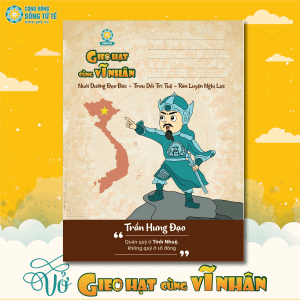 CỘNG ĐỒNG
SỐNG TỬ TẾ
GIEO HẠT
CÙNG VĨ NHÂN
Nuôi Dưỡng Đạo Đức - Trau Dồi Trí Tuệ - Rèn Luyện Nghị Lực
Trần Hưng Đạo
Quân quý ở Tinh Nhuệ,
không quý ở số đông
Vở GIEO HẠT CÙNG VĨ NHÂN